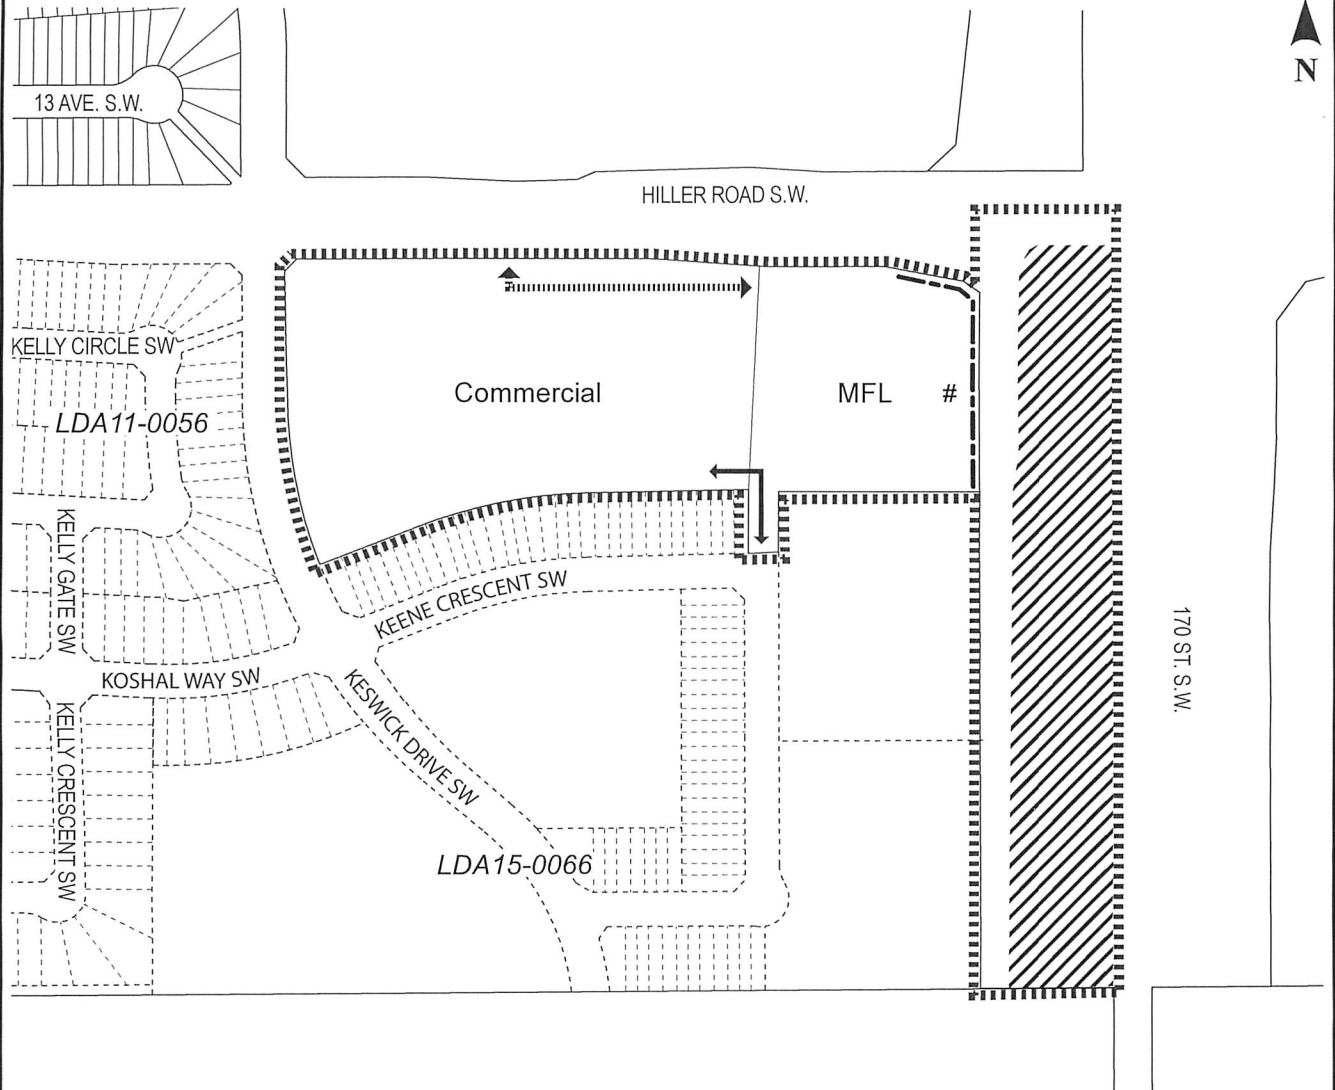 N
13 AVE. S.W.
HILLER ROAD S.W.
KELLY CIRCLE SW
Commercial
MFL
#
LDA11-0056
KELLY GATE SW
KEENE CRESCENT SW
170 ST. S.W.
KOSHAL WAY SW
KESWICK DRIVE SW
KELLY CRESCENT SW
LDA15-0066